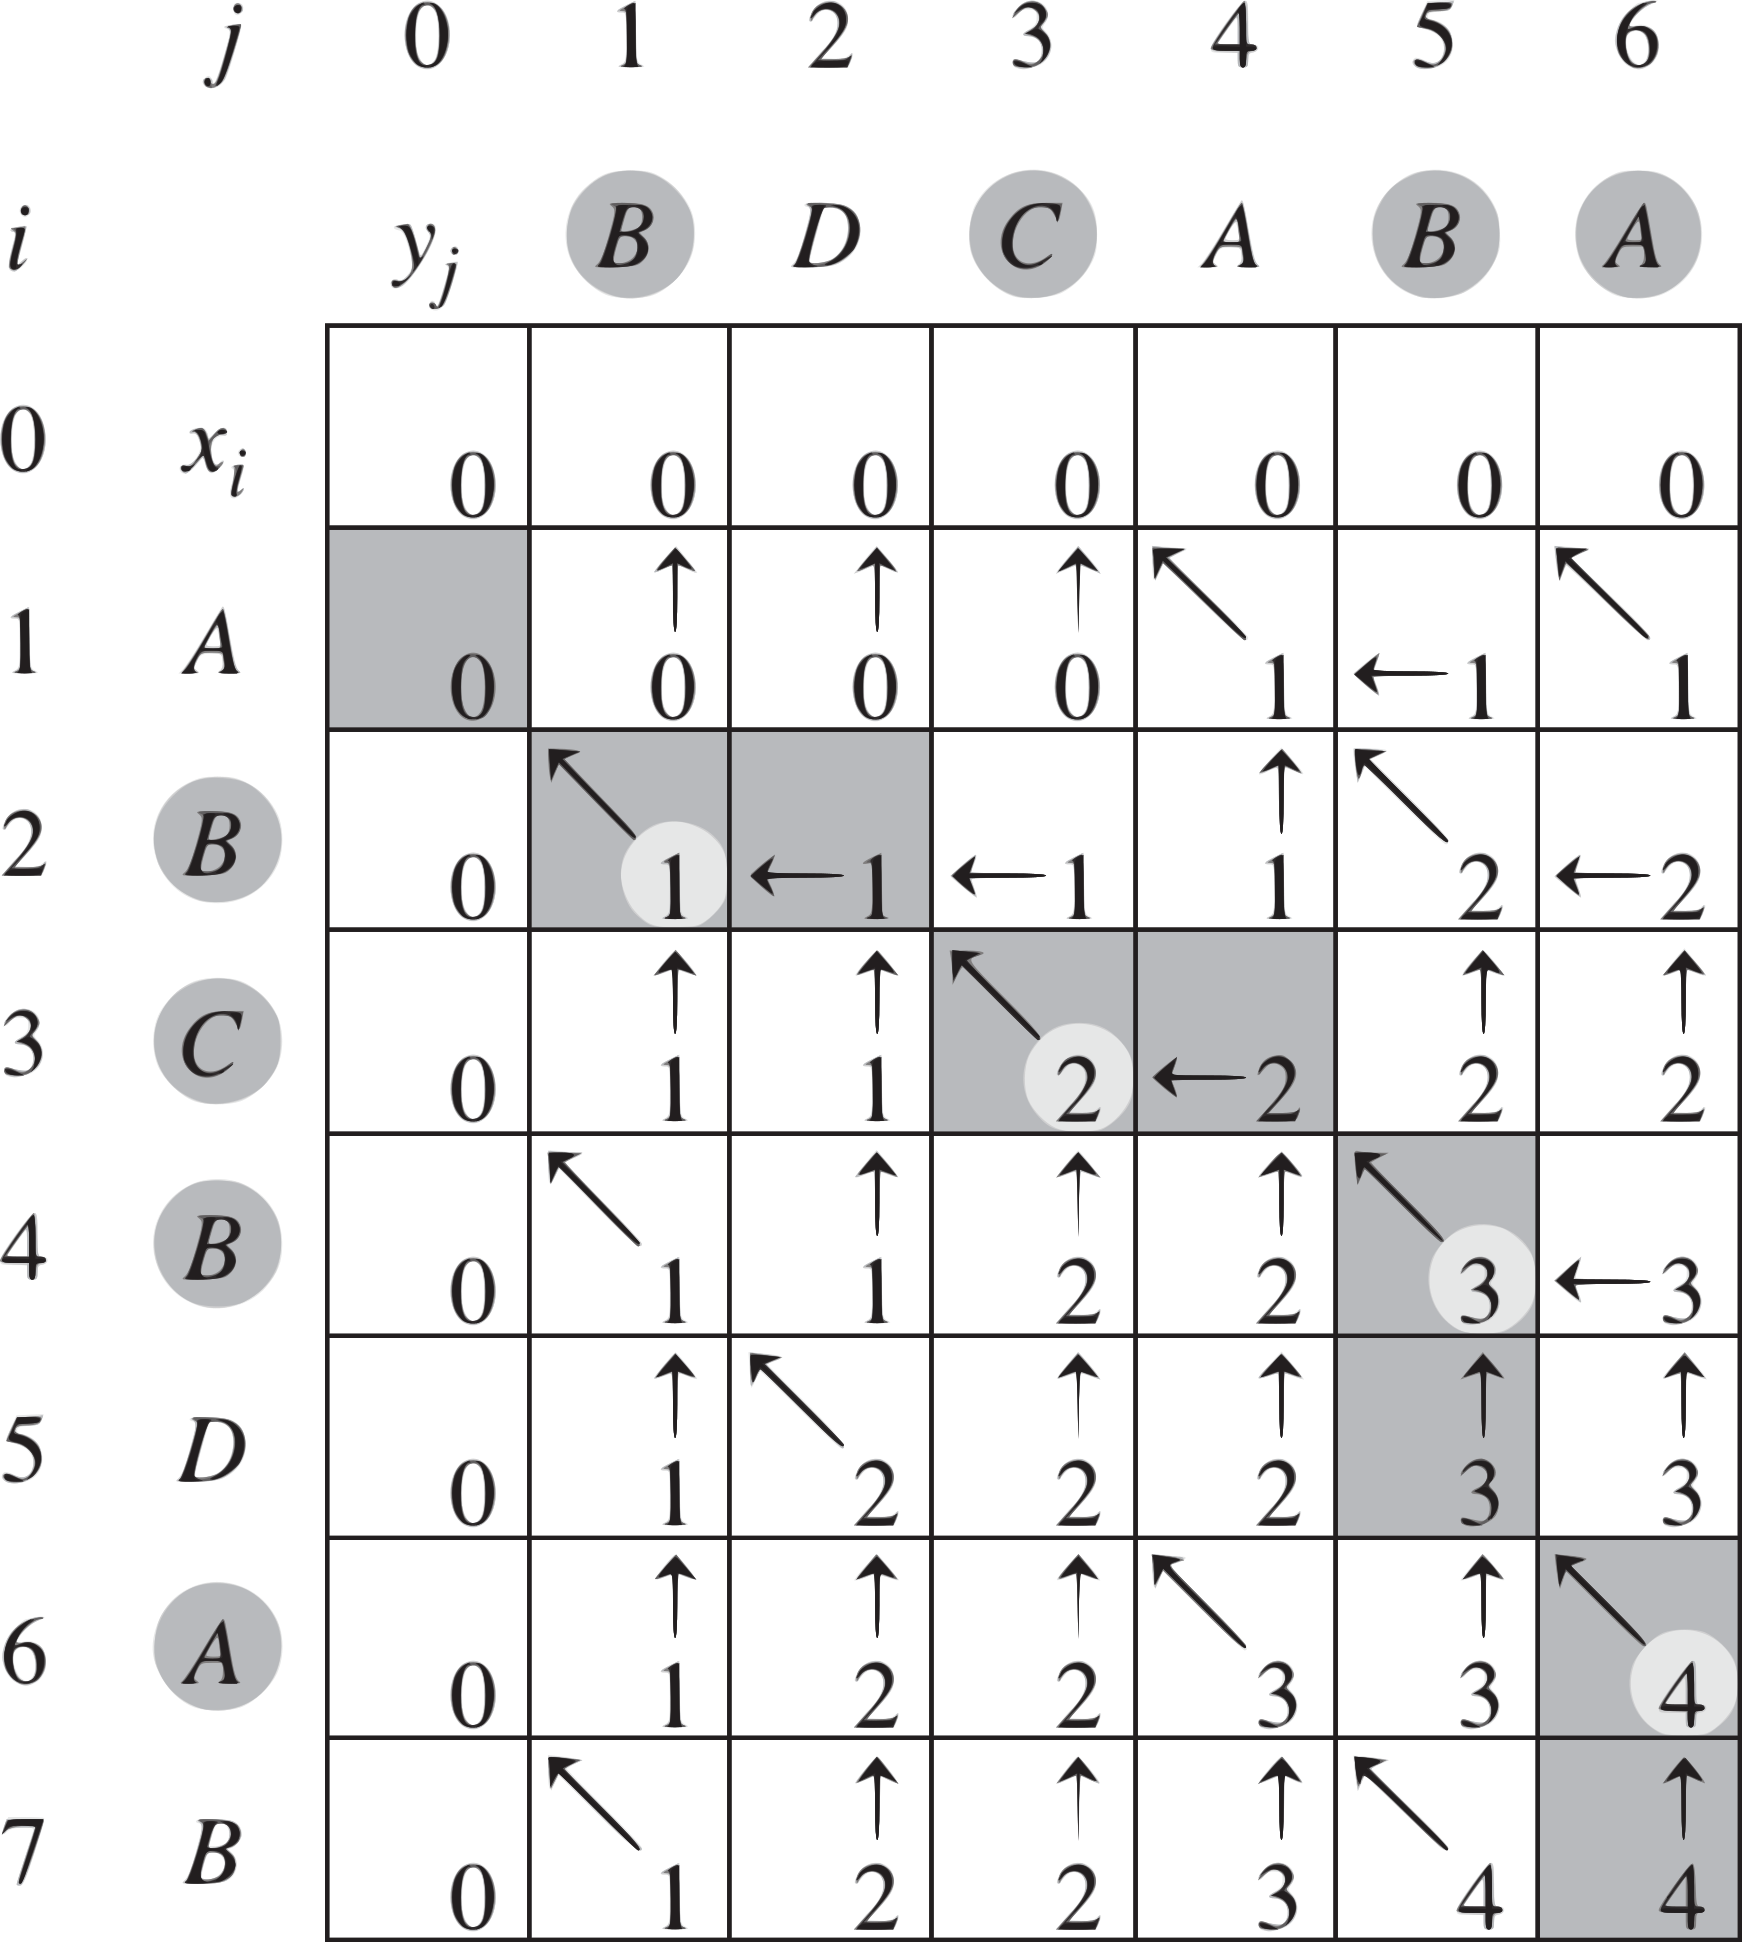 j 0 1 2 3 4 5 6
i y_j B D C A B A
0 x_i 0 0 0 0 0 0 0
1 A 0 ↑0 ↑0 ↑0 ↖1 ←1 ↖1
2 B 0 ↖1 ←1 ←1 ↑1 ↖2 ←2
3 C 0 ↑1 ↑1 ↖2 ←2 ↑2 ↑2
4 B 0 ↖1 ↑1 ↑2 ↑2 ↖3 ←3
5 D 0 ↑1 ↖2 ↑2 ↑2 ↑3 ↑3
6 A 0 ↑1 ↑2 ↑2 ↖3 ↑3 ↖4
7 B 0 ↖1 ↑2 ↑2 ↑3 ↖4 ↑4